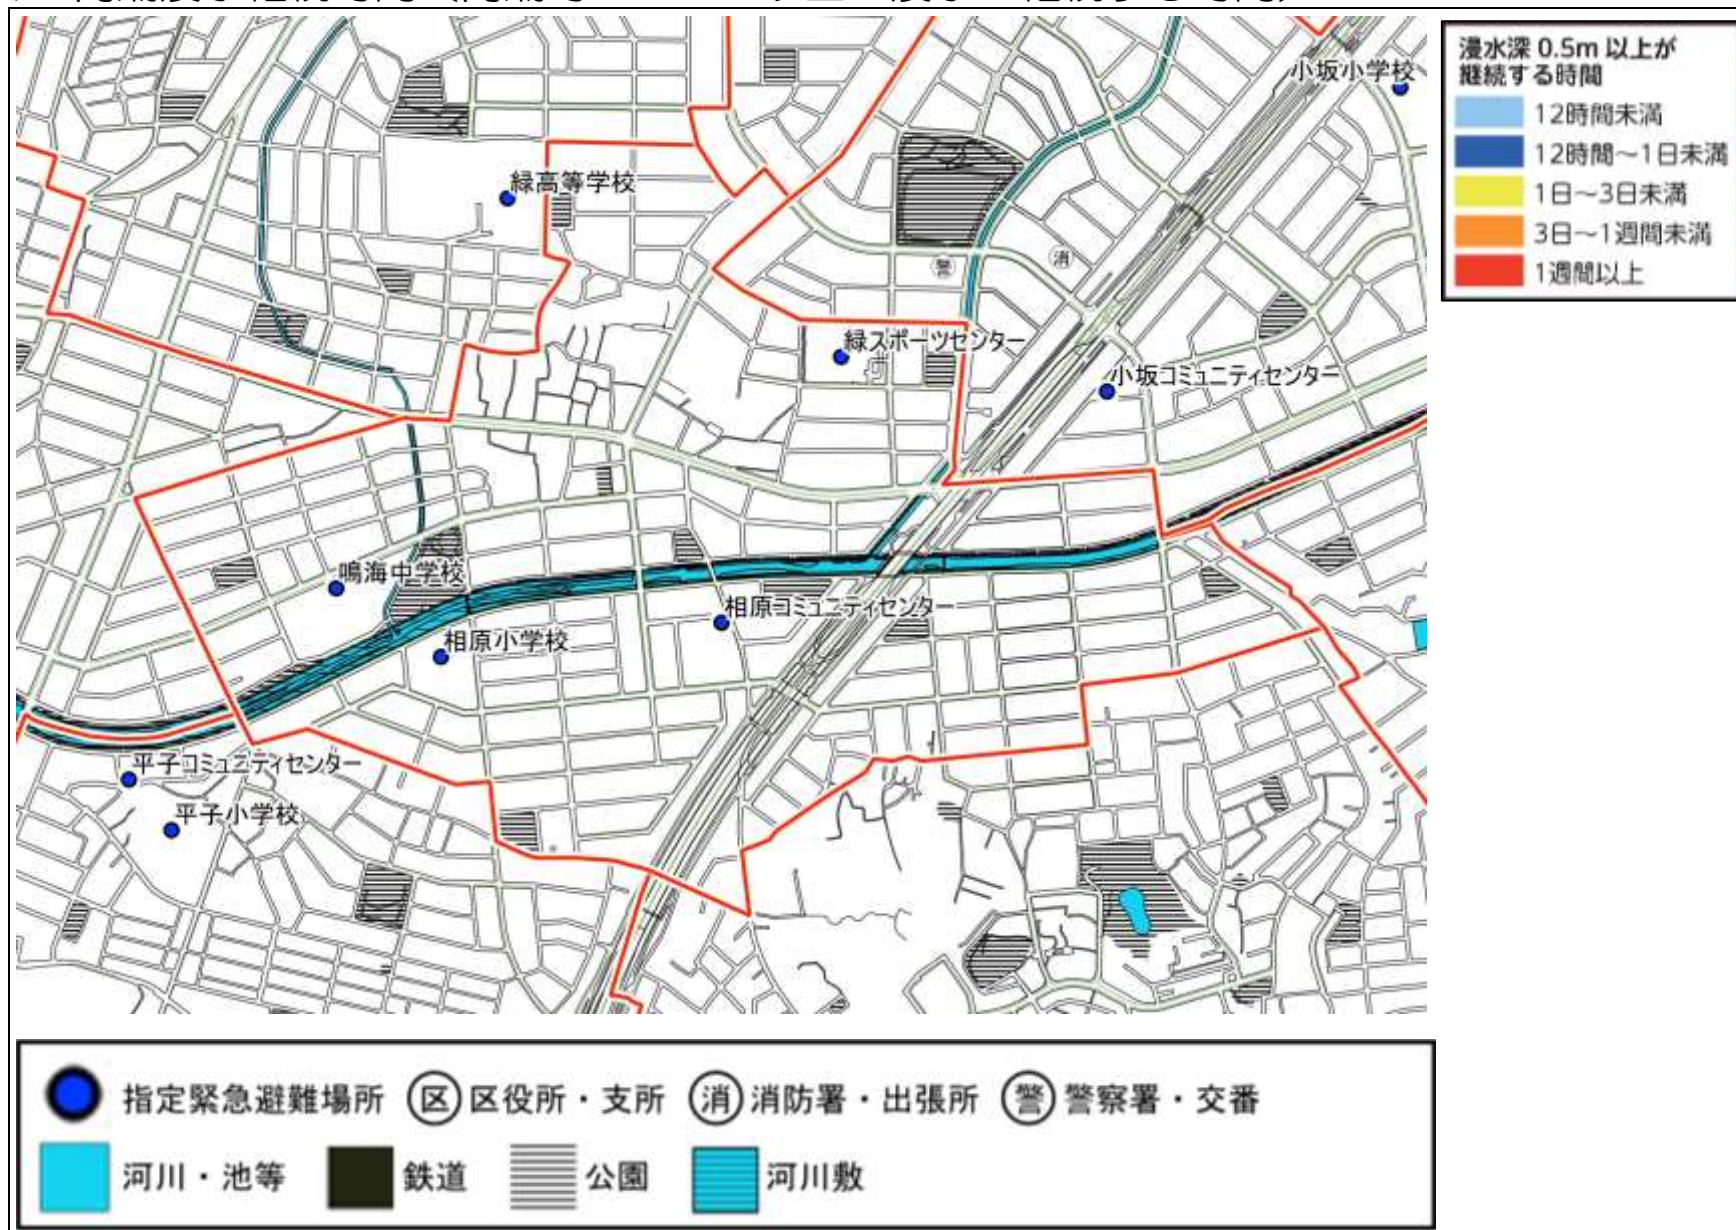 浸水深 0.5m 以上が
継続する時間
12時間未満
12時間～1日未満
1日～3日未満
3日～1週間未満
1週間以上
小坂小学校
緑高等学校
警
消
緑スポーツセンター
小坂コミュニティセンター
鳴海中学校
相原コミュニティセンター
相原小学校
平子コミュニティセンター
平子小学校
指定緊急避難場所 区 区役所・支所 消 消防署・出張所 警 警察署・交番
河川・池等 鉄道 公園 河川敷